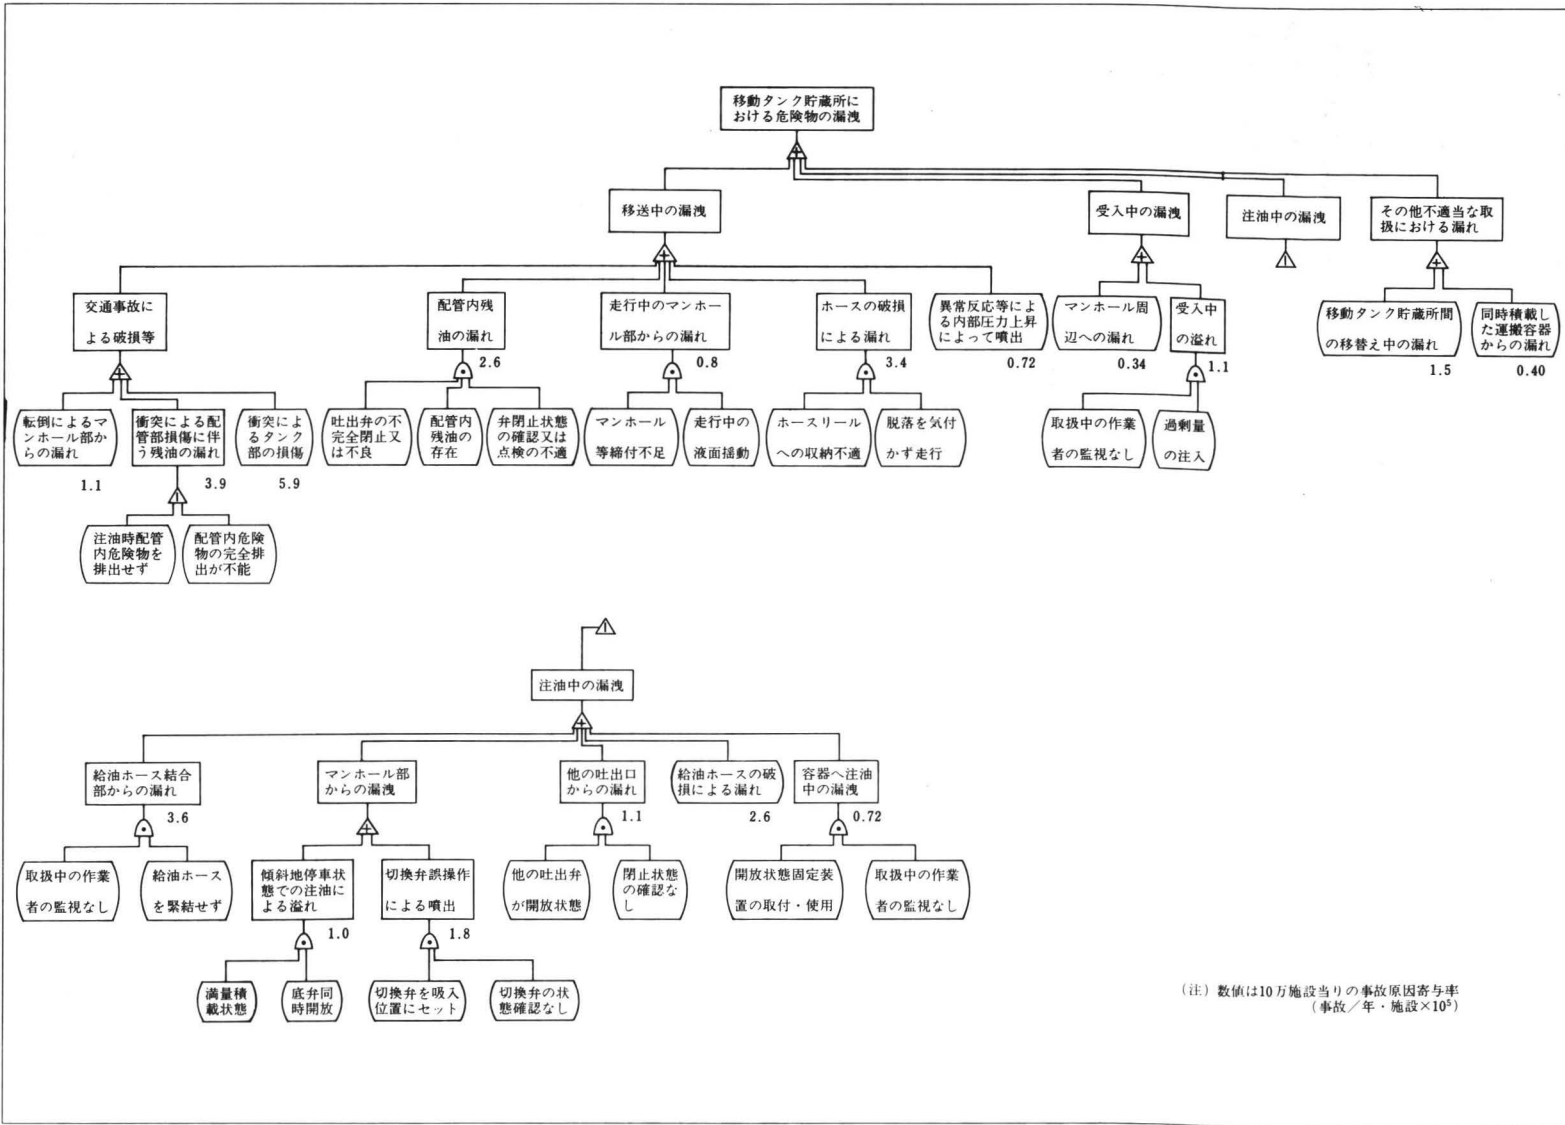 移動タンク貯蔵所に
おける危険物の漏洩
移送中の漏洩
受入中の漏洩
注油中の漏洩
その他不適当な取
扱における漏れ
交通事故に
よる破損等
配管内残
油の漏れ
2.6
走行中のマンホー
ル部からの漏れ
0.8
ホースの破損
による漏れ
3.4
異常反応等によ
る内部圧力上昇
によって噴出
0.72
マンホール周
辺への漏れ
0.34
受入中
の溢れ
1.1
移動タンク貯蔵所間
の移替え中の漏れ
1.5
同時積載し
た運搬容器
からの漏れ
0.40
転倒によるマ
ンホール部か
らの漏れ
1.1
衝突による配
管部損傷に伴
う残油の漏れ
3.9
衝突によ
るタンク
部の損傷
5.9
吐出弁の不
完全閉止又
は不良
配管内
残油の
存在
弁閉止状態
の確認又は
点検の不適
マンホール
等締付不足
走行中の
液面揺動
ホースリール
への収納不適
脱落を気付
かず走行
取扱中の作業
者の監視なし
過剰量
の注入
注油時配管
内危険物を
排出せず
配管内危険
物の完全排
出が不能
注油中の漏洩
給油ホース結合
部からの漏れ
3.6
マンホール部
からの漏洩
他の吐出口
からの漏れ
1.1
給油ホースの破
損による漏れ
2.6
容器へ注油
中の漏洩
0.72
取扱中の作業
者の監視なし
給油ホース
を緊結せず
傾斜地停車状
態での注油に
よる溢れ
1.0
切換弁誤操作
による噴出
1.8
他の吐出弁
が開放状態
閉止状態
の確認な
し
開放状態固定装
置の取付・使用
取扱中の作業
者の監視なし
満量積
載状態
底弁同
時開放
切換弁を吸入
位置にセット
切換弁の状
態確認なし
(注) 数値は10万施設当りの事故原因寄与率
(事故／年・施設×10⁵)